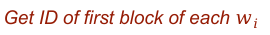 Get ID of first block of each wᵢ